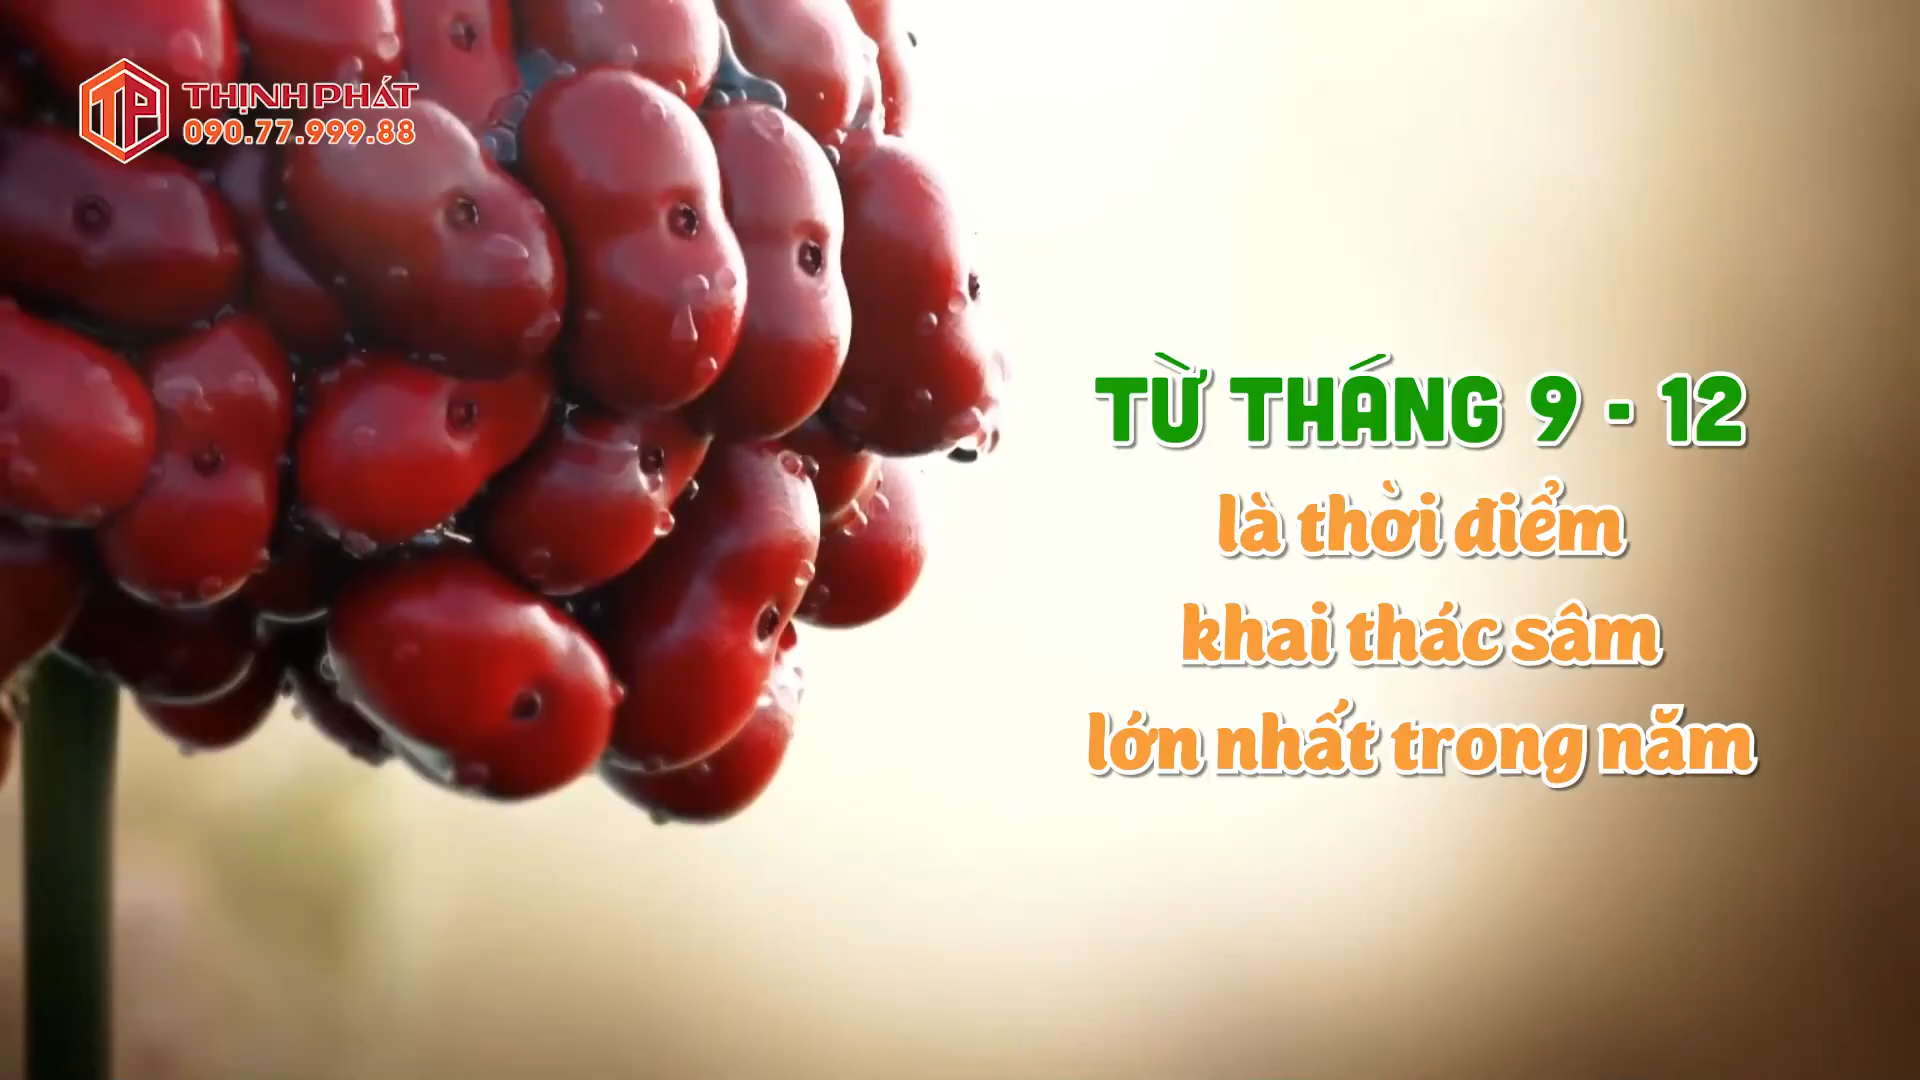 TP THỊNH PHÁT
090.77.999.88
TỪ THÁNG 9 - 12
là thời điểm
khai thác sâm
lớn nhất trong năm